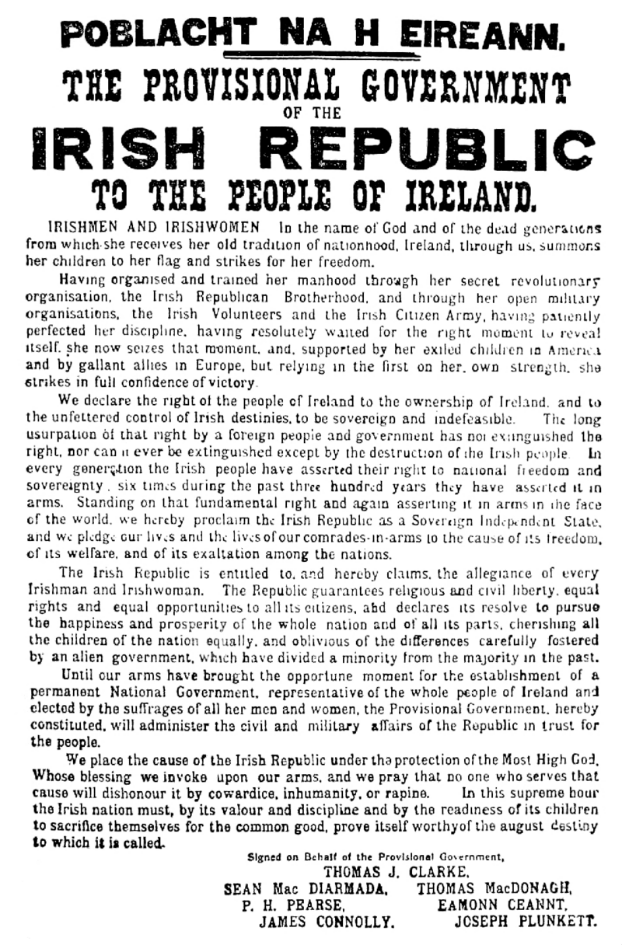 POBLACHT NA H EIREANN.
THE PROVISIONAL GOVERNMENT
OF THE
IRISH REPUBLIC
TO THE PEOPLE OF IRELAND.
IRISHMEN AND IRISHWOMEN In the name of God and of the dead generations
from which she receives her old tradition of nationhood, Ireland, through us, summons
her children to her flag and strikes for her freedom.
Having organised and trained her manhood through her secret revolutionary
organisation, the Irish Republican Brotherhood, and through her open military
organisations, the Irish Volunteers and the Irish Citizen Army, having patiently
perfected her discipline, having resolutely waited for the right moment to reveal
itself, she now seizes that moment, and, supported by her exiled children in America
and by gallant allies in Europe, but relying in the first on her own strength, she
strikes in full confidence of victory.
We declare the right of the people of Ireland to the ownership of Ireland, and to
the unfettered control of Irish destinies, to be sovereign and indefeasible. The long
usurpation of that right by a foreign people and government has not extinguished the
right, nor can it ever be extinguished except by the destruction of the Irish people. In
every generation the Irish people have asserted their right to national freedom and
sovereignty, six times during the past three hundred years they have asserted it in
arms. Standing on that fundamental right and again asserting it in arms in the face
of the world, we hereby proclaim the Irish Republic as a Sovereign Independent State,
and we pledge our lives and the lives of our comrades-in-arms to the cause of its freedom,
of its welfare, and of its exaltation among the nations.
The Irish Republic is entitled to, and hereby claims, the allegiance of every
Irishman and Irishwoman. The Republic guarantees religious and civil liberty, equal
rights and equal opportunities to all its citizens, and declares its resolve to pursue
the happiness and prosperity of the whole nation and of all its parts, cherishing all
the children of the nation equally, and oblivious of the differences carefully fostered
by an alien government, which have divided a minority from the majority in the past.
Until our arms have brought the opportune moment for the establishment of a
permanent National Government, representative of the whole people of Ireland and
elected by the suffrages of all her men and women, the Provisional Government, hereby
constituted, will administer the civil and military affairs of the Republic in trust for
the people.
We place the cause of the Irish Republic under the protection of the Most High God,
Whose blessing we invoke upon our arms, and we pray that no one who serves that
cause will dishonour it by cowardice, inhumanity, or rapine. In this supreme hour
the Irish nation must, by its valour and discipline and by the readiness of its children
to sacrifice themselves for the common good, prove itself worthy of the august destiny
to which it is called.
Signed on Behalf of the Provisional Government,
THOMAS J. CLARKE,
SEAN Mac DIARMADA, THOMAS MacDONAGH,
P. H. PEARSE, EAMONN CEANNT,
JAMES CONNOLLY. JOSEPH PLUNKETT.